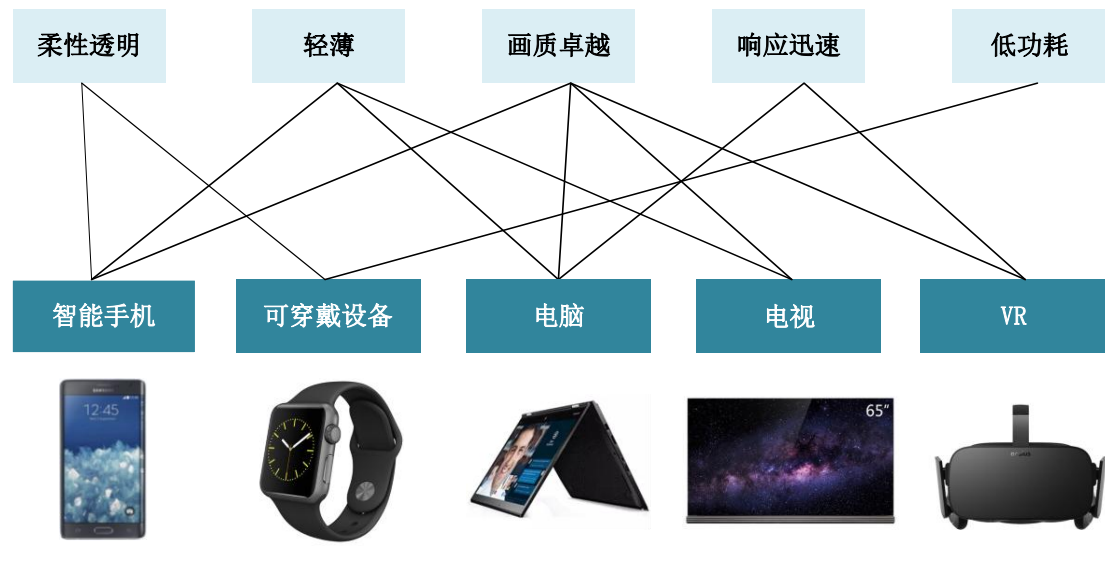 柔性透明
轻薄
画质卓越
响应迅速
低功耗
智能手机
可穿戴设备
电脑
电视
VR
SAMSUNG
12:45
65"